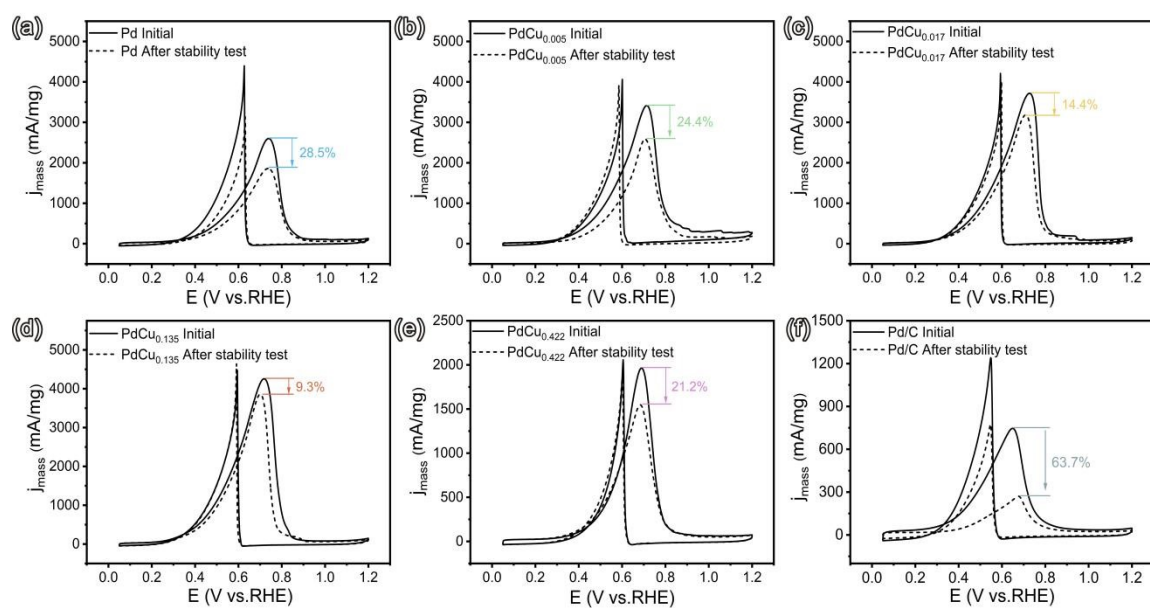 (a)
Pd Initial
Pd After stability test
5000
4000
3000
2000
1000
0
28.5%
j_mass (mA/mg)
0.0 0.2 0.4 0.6 0.8 1.0 1.2
E (V vs.RHE)
(b)
PdCu0.005 Initial
PdCu0.005 After stability test
5000
4000
3000
2000
1000
0
24.4%
j_mass (mA/mg)
0.0 0.2 0.4 0.6 0.8 1.0 1.2
E (V vs.RHE)
(c)
PdCu0.017 Initial
PdCu0.017 After stability test
5000
4000
3000
2000
1000
0
14.4%
j_mass (mA/mg)
0.0 0.2 0.4 0.6 0.8 1.0 1.2
E (V vs.RHE)
(d)
PdCu0.135 Initial
PdCu0.135 After stability test
5000
4000
3000
2000
1000
0
9.3%
j_mass (mA/mg)
0.0 0.2 0.4 0.6 0.8 1.0 1.2
E (V vs.RHE)
(e)
PdCu0.422 Initial
PdCu0.422 After stability test
2500
2000
1500
1000
500
0
21.2%
j_mass (mA/mg)
0.0 0.2 0.4 0.6 0.8 1.0 1.2
E (V vs.RHE)
(f)
Pd/C Initial
Pd/C After stability test
1500
1200
900
600
300
0
63.7%
j_mass (mA/mg)
0.0 0.2 0.4 0.6 0.8 1.0 1.2
E (V vs.RHE)